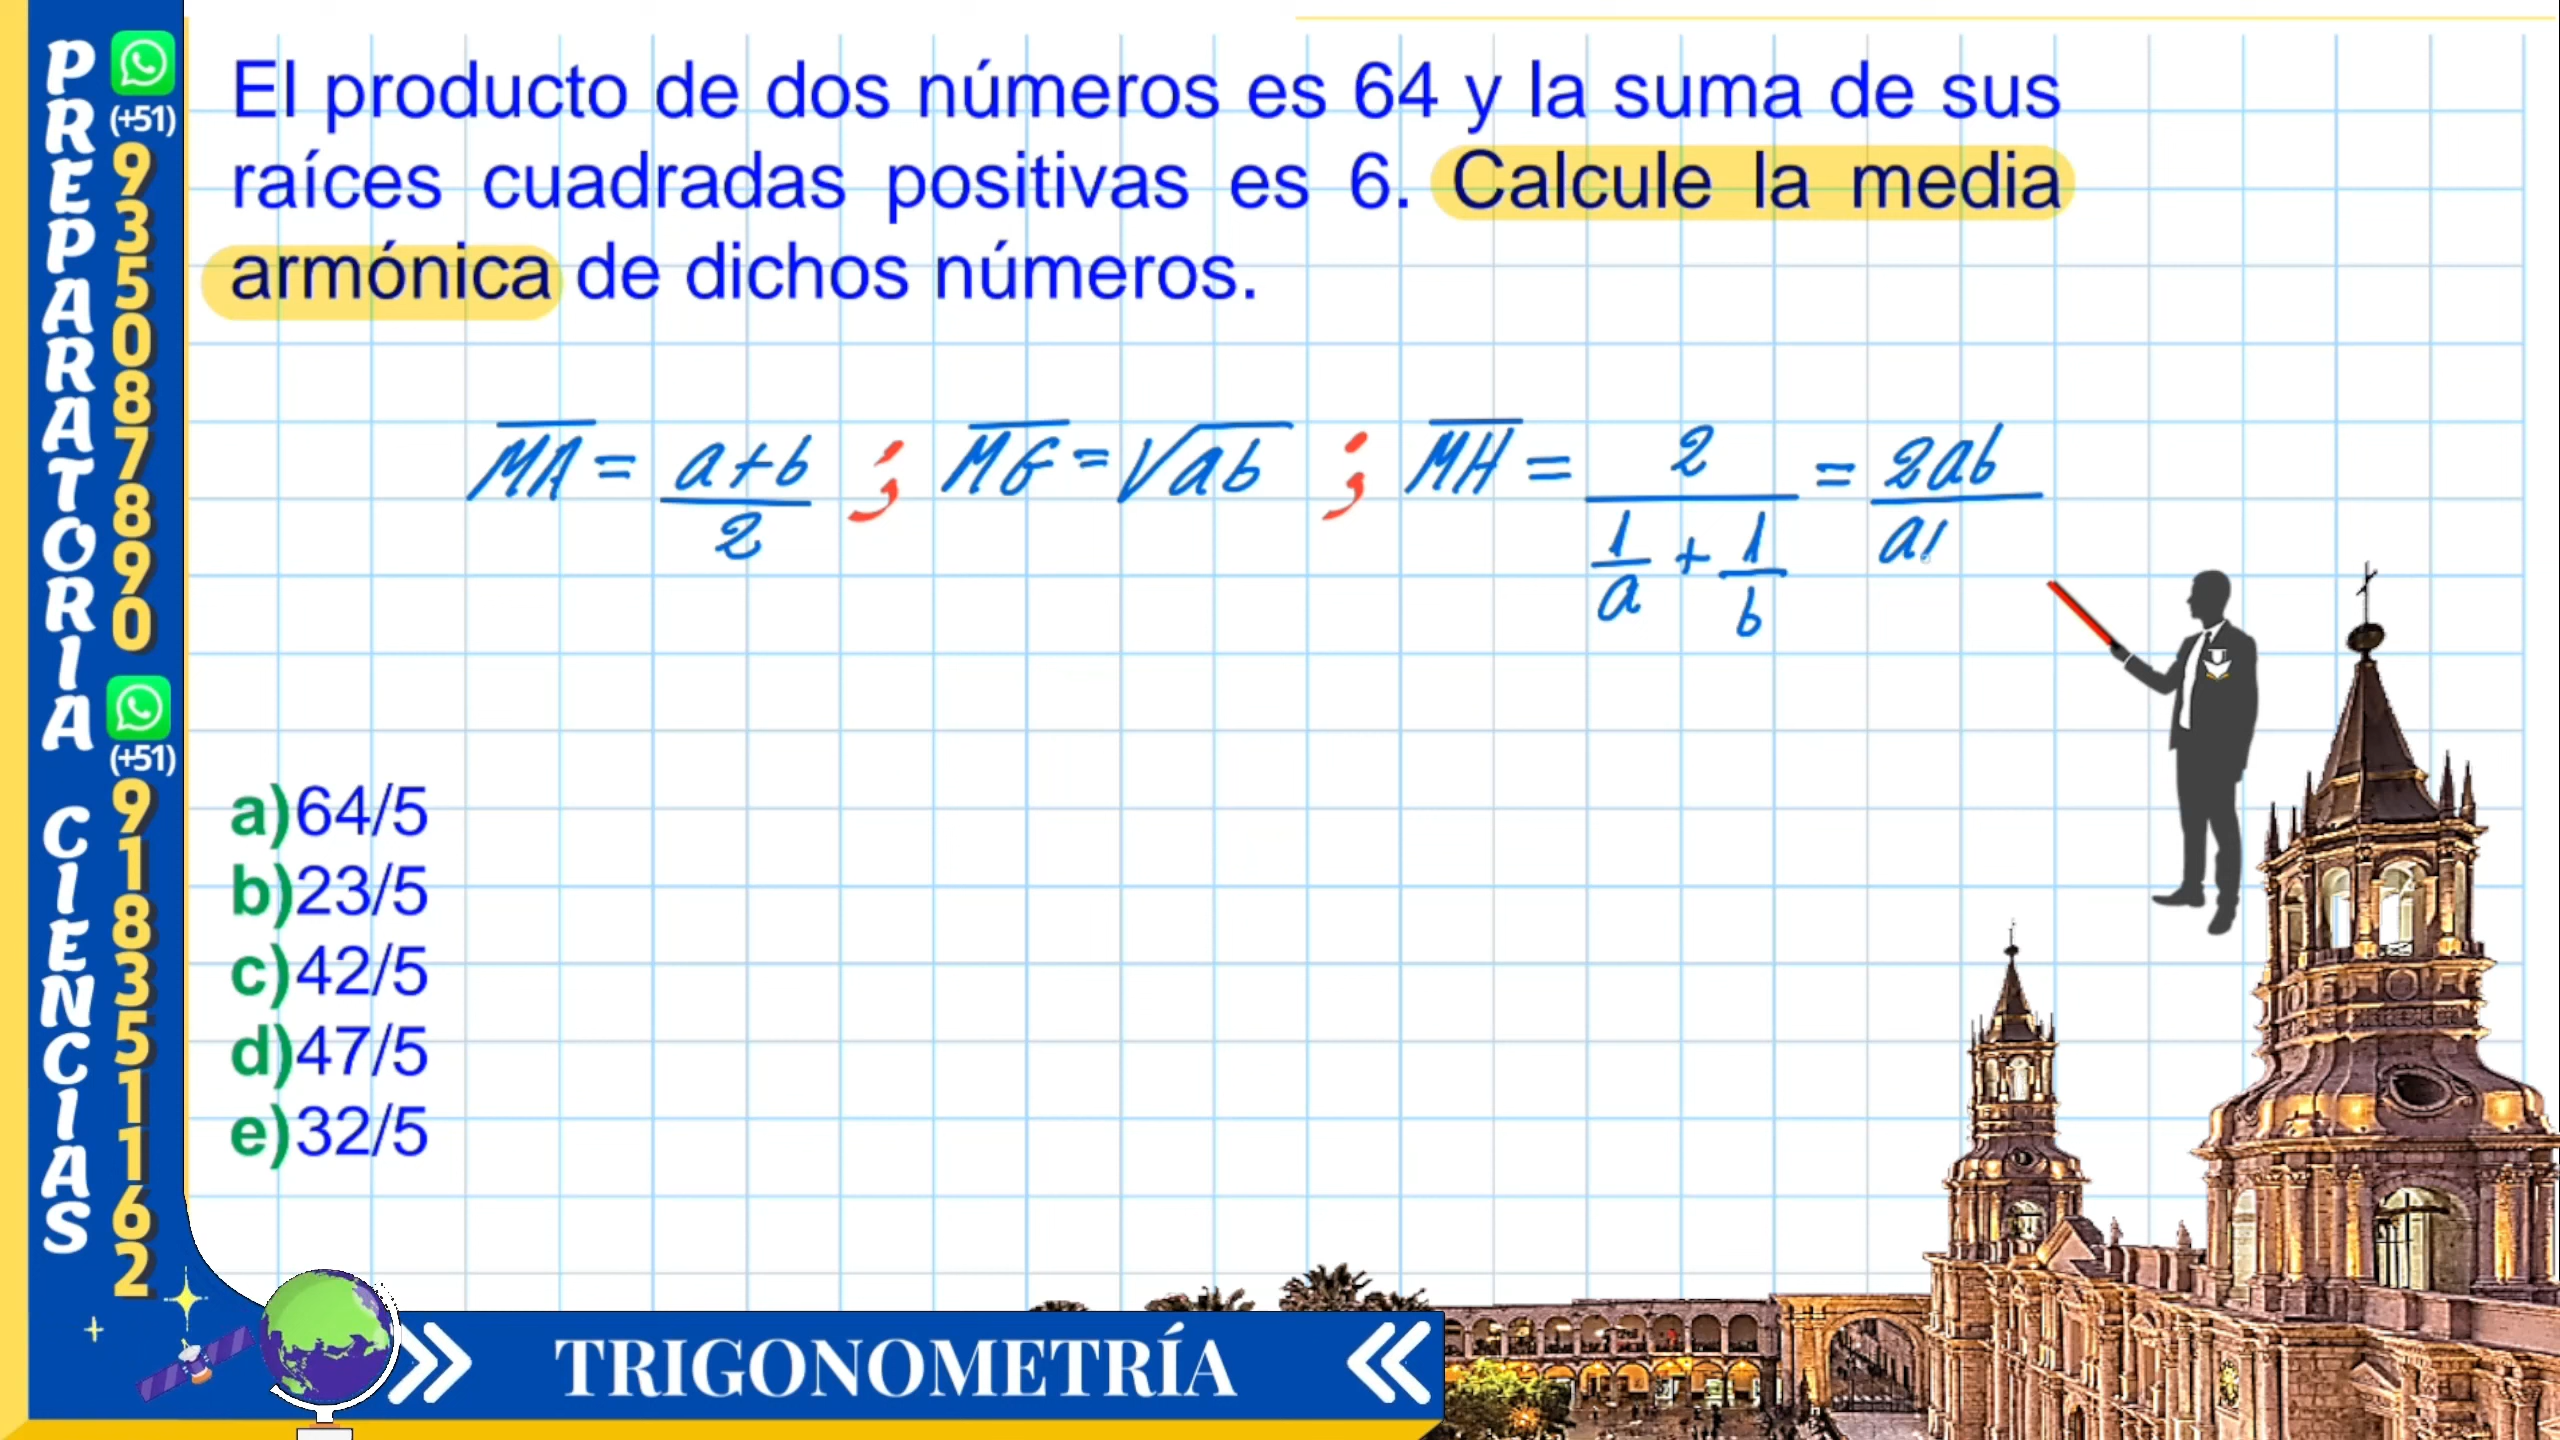 PREPARATORIA CIENCIAS
(+51)
935087890
(+51)
918351162
El producto de dos números es 64 y la suma de sus
raíces cuadradas positivas es 6. Calcule la media
armónica de dichos números.
MA = (a+b)/2 ; MG = √ab ; MH = 2/(1/a + 1/b) = 2ab/a
a)64/5
b)23/5
c)42/5
d)47/5
e)32/5
TRIGONOMETRÍA